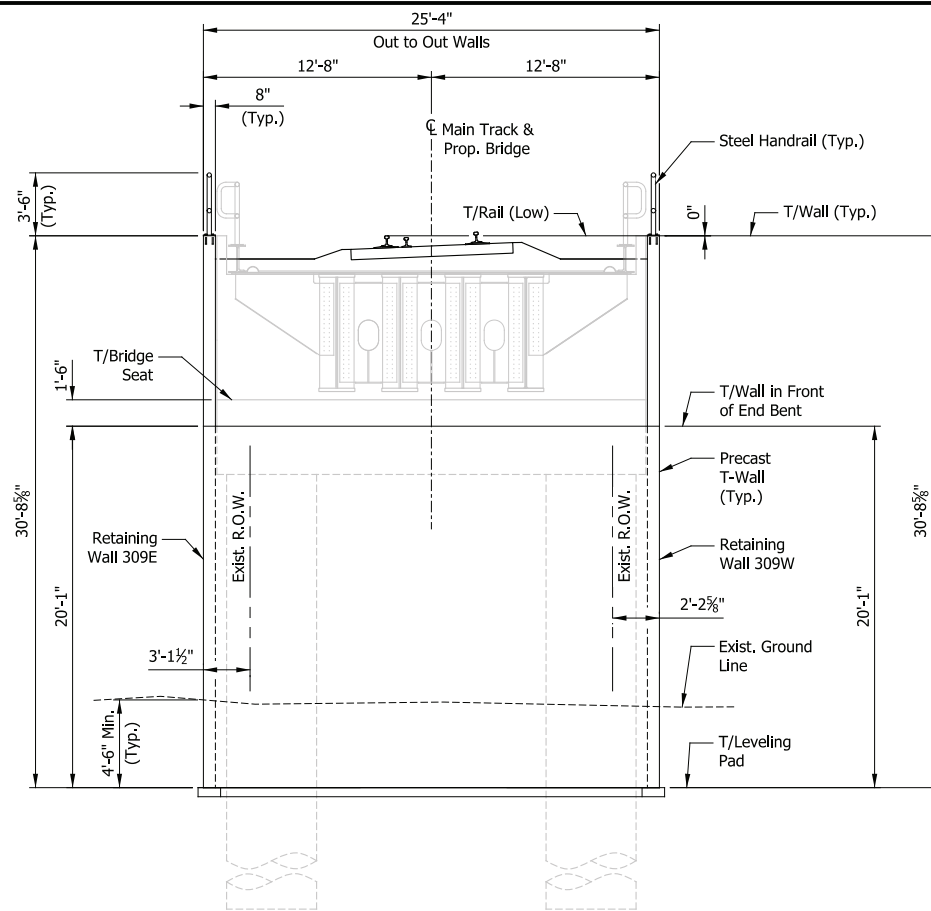 25'-4"
Out to Out Walls
12'-8"
12'-8"
8"
(Typ.)
℄ Main Track &
Prop. Bridge
Steel Handrail (Typ.)
3'-6"
(Typ.)
T/Rail (Low)
0"
T/Wall (Typ.)
T/Bridge
Seat
1'-6"
T/Wall in Front
of End Bent
Precast
T-Wall
(Typ.)
30'-8⅝"
30'-8⅝"
Exist. R.O.W.
Exist. R.O.W.
Retaining
Wall 309E
Retaining
Wall 309W
20'-1"
20'-1"
2'-2⅝"
3'-1½"
Exist. Ground
Line
4'-6" Min.
(Typ.)
T/Leveling
Pad